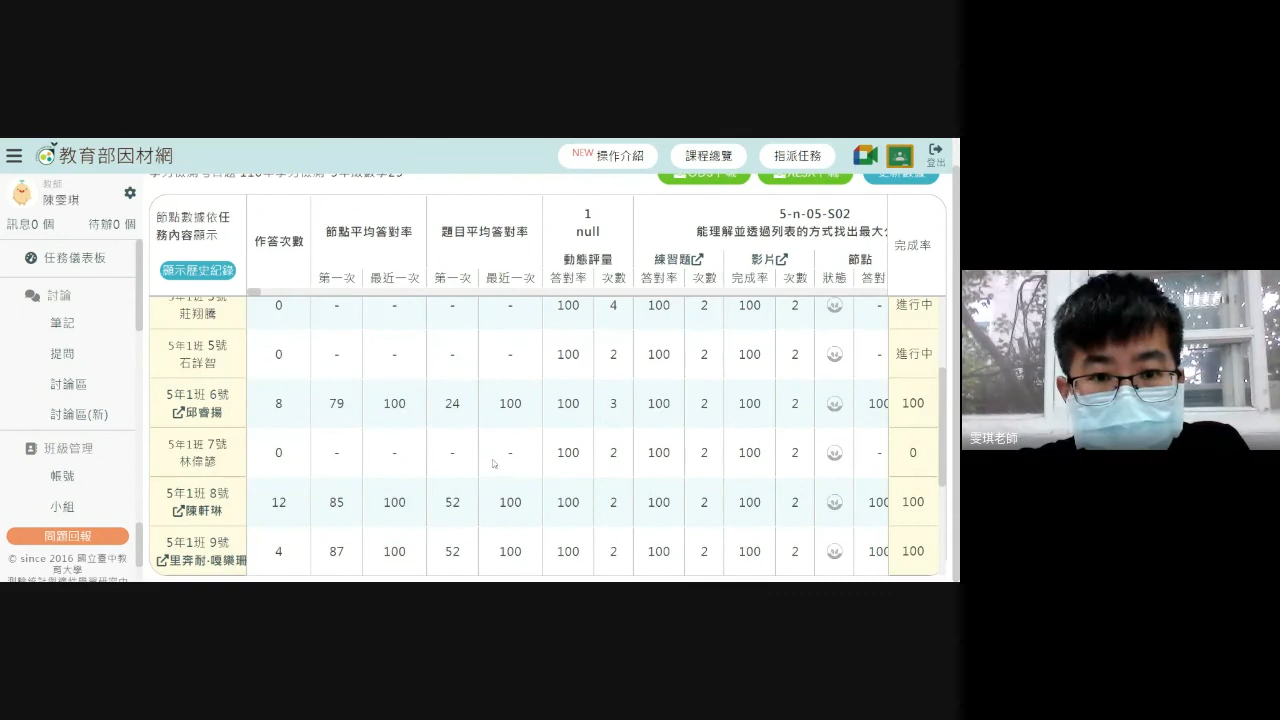 教育部因材網
NEW 操作介紹
課程總覽
指派任務
登出
教師
陳雯琪
訊息0 個
待辦0 個
任務儀表板
討論
筆記
提問
討論區
討論區(新)
班級管理
帳號
小組
問題回報
© since 2016 國立臺中教
育大學
節點數據依任
務內容顯示
顯示歷史紀錄
作答次數
節點平均答對率
題目平均答對率
1
null
5-n-05-S02
能理解並透過列表的方式找出最大公
完成率
動態評量
練習題
影片
節點
第一次 最近一次 第一次 最近一次 答對率 次數 答對率 次數 完成率 次數 狀態 答對
莊翔騰 0 - - - - 100 4 100 2 100 2 - 進行中
5年1班 5號
石詳智 0 - - - - 100 2 100 2 100 2 - 進行中
5年1班 6號
邱睿揚 8 79 100 24 100 100 3 100 2 100 2 100 100
5年1班 7號
林偉諺 0 - - - - 100 2 100 2 100 2 - 0
5年1班 8號
陳軒琳 12 85 100 52 100 100 2 100 2 100 2 100 100
5年1班 9號
里奔耐·嘎樂珊 4 87 100 52 100 100 2 100 2 100 2 100 100
雯琪老師